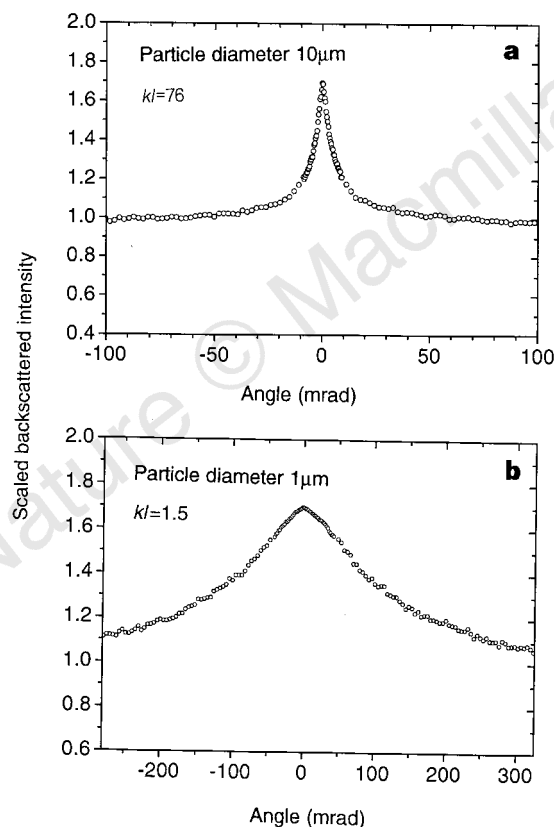 Scaled backscattered intensity
2.0
1.8
1.6
1.4
1.2
1.0
0.8
0.6
0.4
Particle diameter 10μm
a
kl=76
-100
-50
0
50
100
Angle (mrad)
2.0
1.8
1.6
1.4
1.2
1.0
0.8
0.6
Particle diameter 1μm
b
kl=1.5
-200
-100
0
100
200
300
Angle (mrad)
Nature © Macmilla